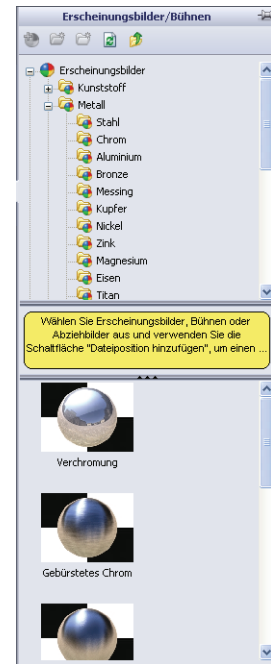 Erscheinungsbilder/Bühnen
Erscheinungsbilder
Kunststoff
Metall
Stahl
Chrom
Aluminium
Bronze
Messing
Kupfer
Nickel
Zink
Magnesium
Eisen
Titan
Wählen Sie Erscheinungsbilder, Bühnen oder
Abziehbilder aus und verwenden Sie die
Schaltfläche "Dateiposition hinzufügen", um einen ...
Verchromung
Gebürstetes Chrom